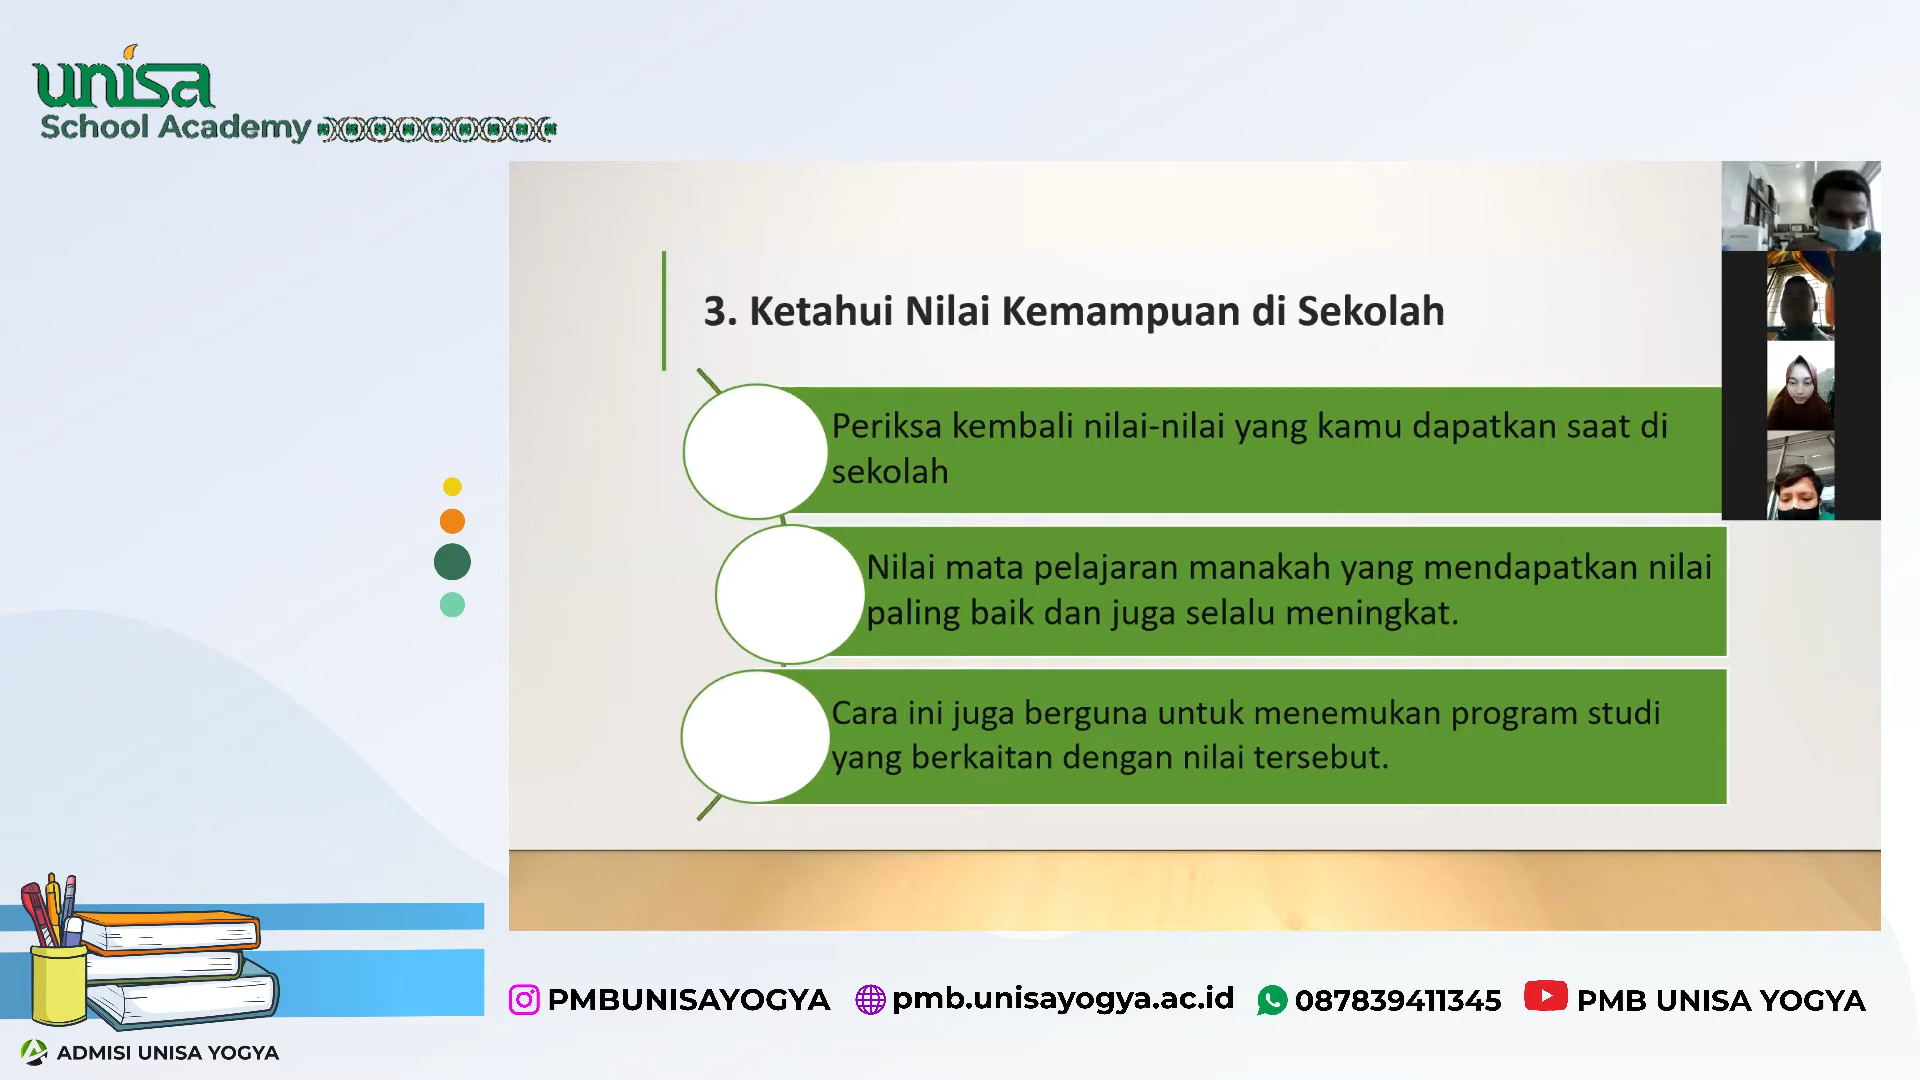 unisa
School Academy
3. Ketahui Nilai Kemampuan di Sekolah
Periksa kembali nilai-nilai yang kamu dapatkan saat di
sekolah
Nilai mata pelajaran manakah yang mendapatkan nilai
paling baik dan juga selalu meningkat.
Cara ini juga berguna untuk menemukan program studi
yang berkaitan dengan nilai tersebut.
PMBUNISAYOGYA pmb.unisayogya.ac.id 087839411345 PMB UNISA YOGYA
ADMISI UNISA YOGYA